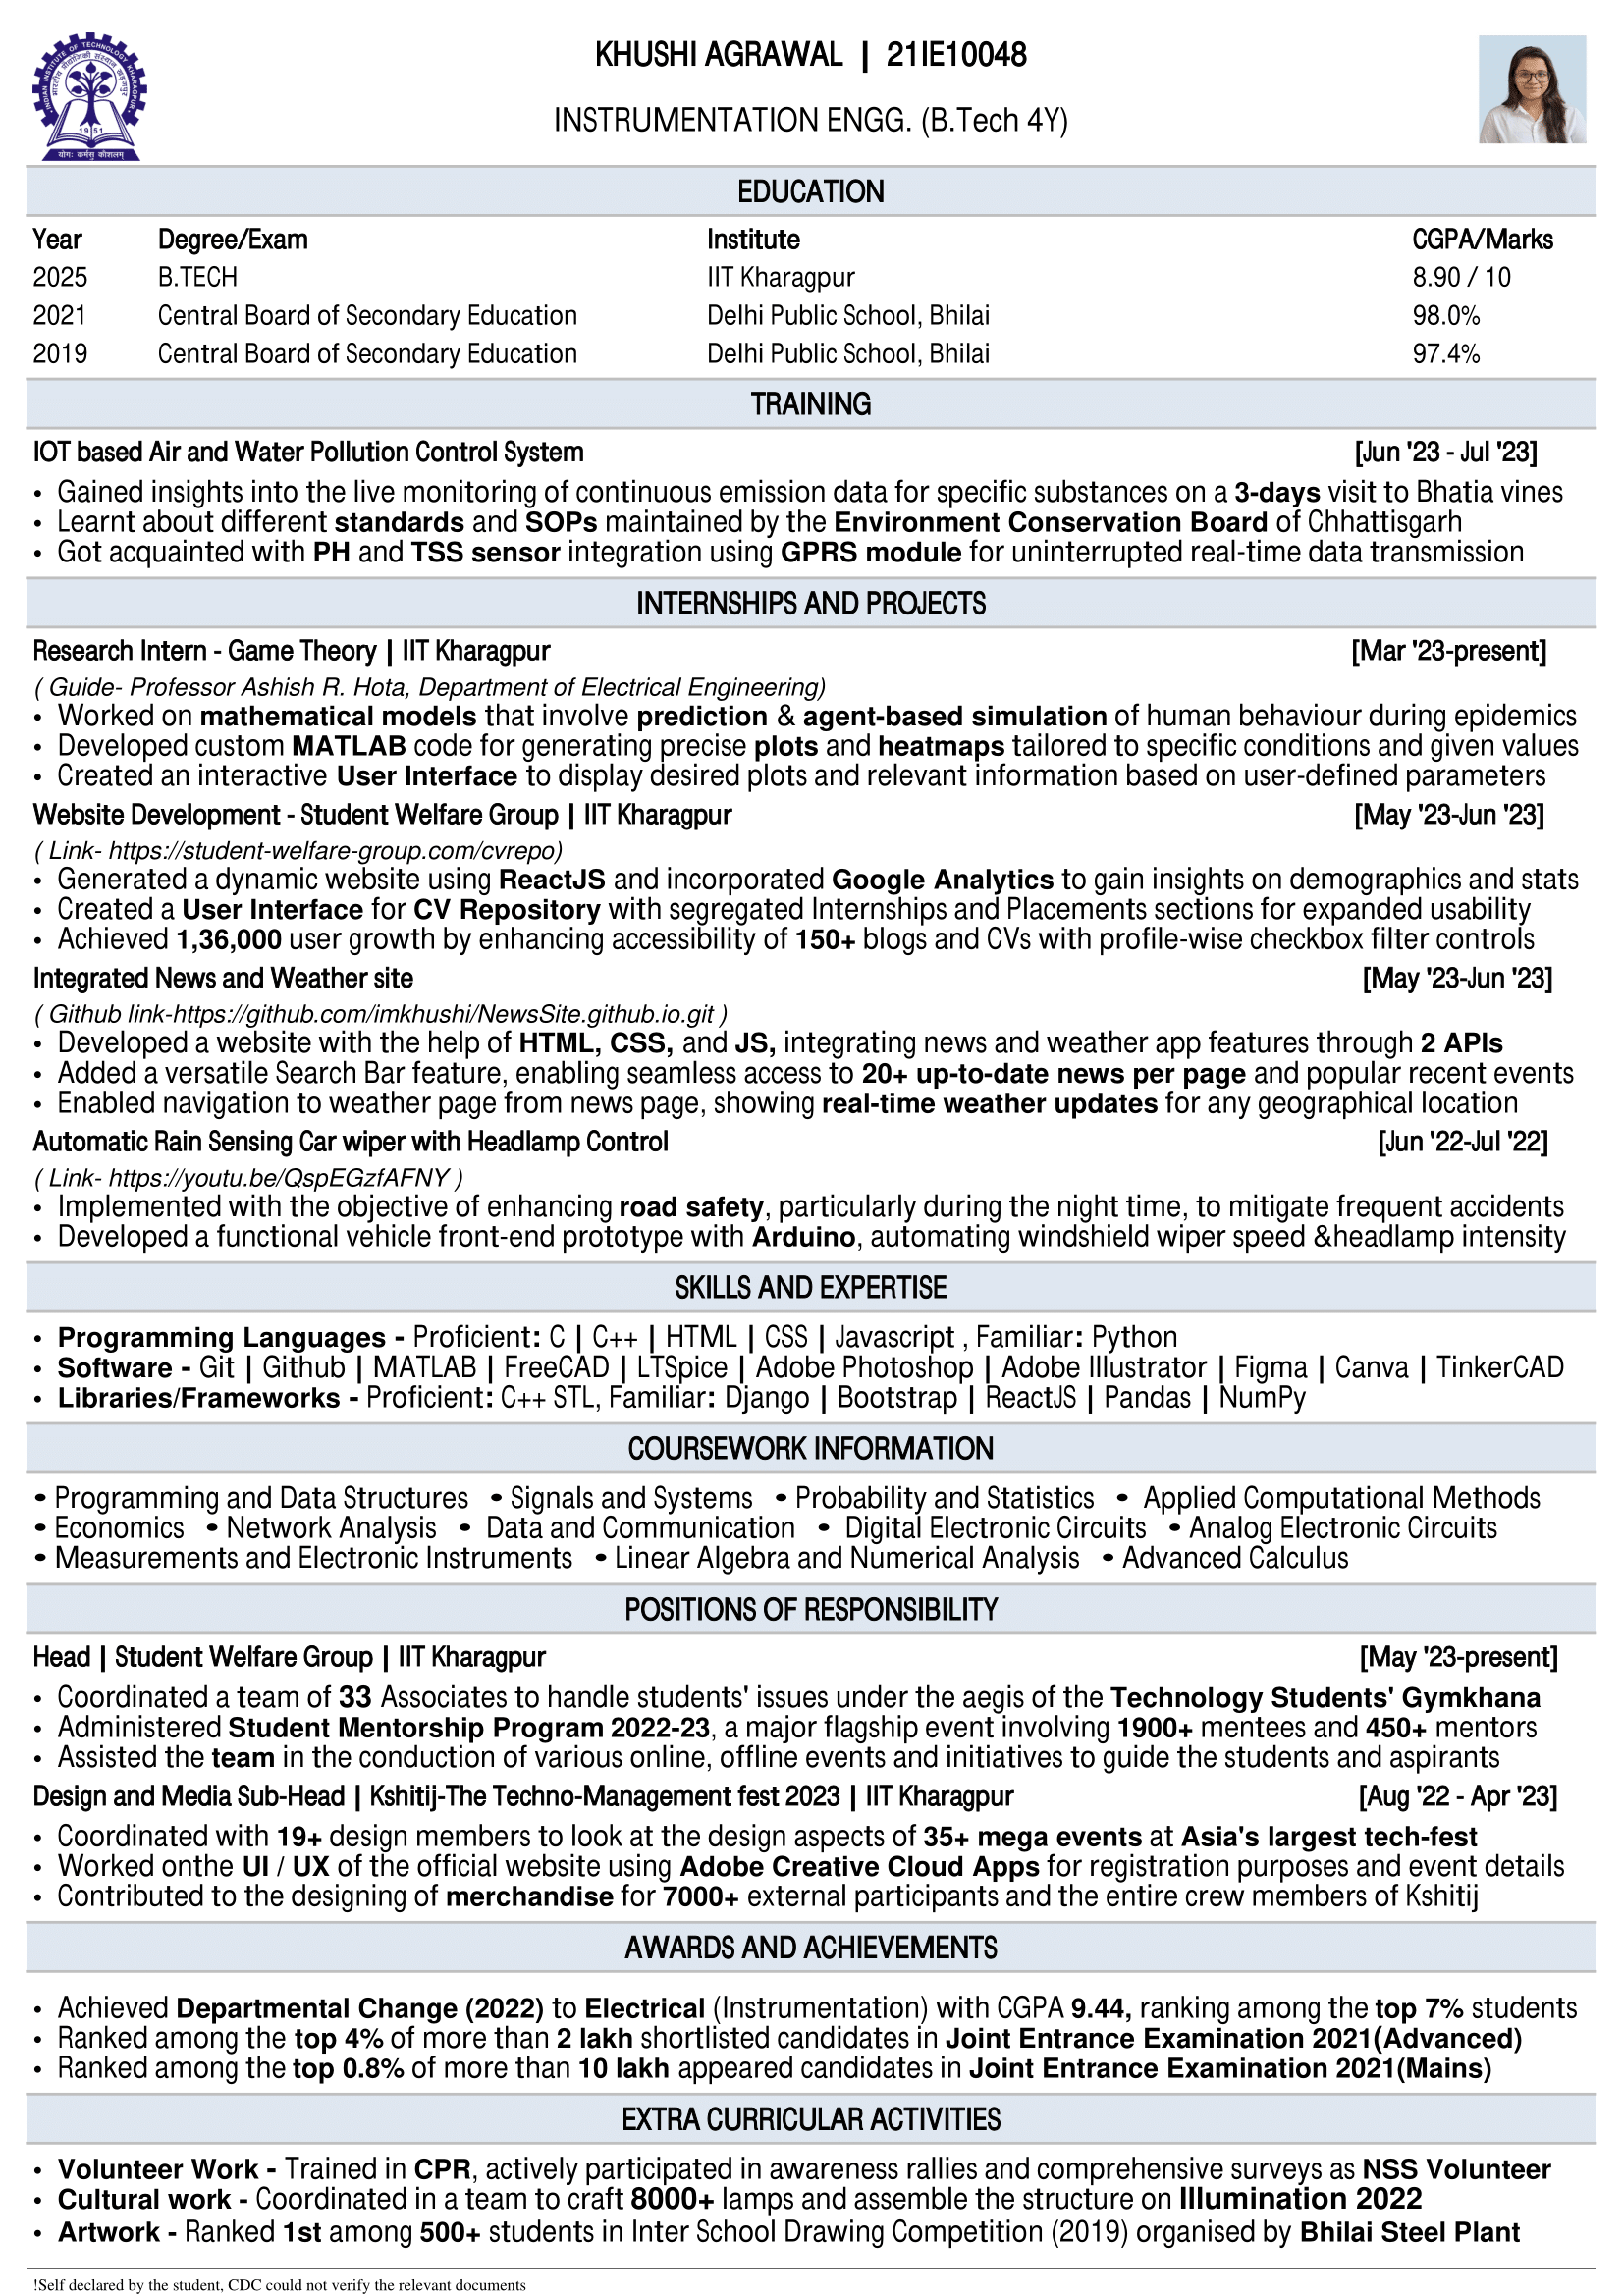 INDIAN INSTITUTE OF TECHNOLOGY KHARAGPUR
भारतीय प्रौद्योगिकी संस्थान खड़गपुर
1951
योगः कर्मसु कौशलम्
KHUSHI AGRAWAL | 21IE10048
INSTRUMENTATION ENGG. (B.Tech 4Y)
EDUCATION
Year Degree/Exam Institute CGPA/Marks
2025 B.TECH IIT Kharagpur 8.90 / 10
2021 Central Board of Secondary Education Delhi Public School, Bhilai 98.0%
2019 Central Board of Secondary Education Delhi Public School, Bhilai 97.4%
TRAINING
IOT based Air and Water Pollution Control System [Jun '23 - Jul '23]
• Gained insights into the live monitoring of continuous emission data for specific substances on a 3-days visit to Bhatia vines
• Learnt about different standards and SOPs maintained by the Environment Conservation Board of Chhattisgarh
• Got acquainted with PH and TSS sensor integration using GPRS module for uninterrupted real-time data transmission
INTERNSHIPS AND PROJECTS
Research Intern - Game Theory | IIT Kharagpur [Mar '23-present]
( Guide- Professor Ashish R. Hota, Department of Electrical Engineering)
• Worked on mathematical models that involve prediction & agent-based simulation of human behaviour during epidemics
• Developed custom MATLAB code for generating precise plots and heatmaps tailored to specific conditions and given values
• Created an interactive User Interface to display desired plots and relevant information based on user-defined parameters
Website Development - Student Welfare Group | IIT Kharagpur [May '23-Jun '23]
( Link- https://student-welfare-group.com/cvrepo)
• Generated a dynamic website using ReactJS and incorporated Google Analytics to gain insights on demographics and stats
• Created a User Interface for CV Repository with segregated Internships and Placements sections for expanded usability
• Achieved 1,36,000 user growth by enhancing accessibility of 150+ blogs and CVs with profile-wise checkbox filter controls
Integrated News and Weather site [May '23-Jun '23]
( Github link-https://github.com/imkhushi/NewsSite.github.io.git )
• Developed a website with the help of HTML, CSS, and JS, integrating news and weather app features through 2 APIs
• Added a versatile Search Bar feature, enabling seamless access to 20+ up-to-date news per page and popular recent events
• Enabled navigation to weather page from news page, showing real-time weather updates for any geographical location
Automatic Rain Sensing Car wiper with Headlamp Control [Jun '22-Jul '22]
( Link- https://youtu.be/QspEGzfAFNY )
• Implemented with the objective of enhancing road safety, particularly during the night time, to mitigate frequent accidents
• Developed a functional vehicle front-end prototype with Arduino, automating windshield wiper speed &headlamp intensity
SKILLS AND EXPERTISE
• Programming Languages - Proficient: C | C++ | HTML | CSS | Javascript , Familiar: Python
• Software - Git | Github | MATLAB | FreeCAD | LTSpice | Adobe Photoshop | Adobe Illustrator | Figma | Canva | TinkerCAD
• Libraries/Frameworks - Proficient: C++ STL, Familiar: Django | Bootstrap | ReactJS | Pandas | NumPy
COURSEWORK INFORMATION
• Programming and Data Structures • Signals and Systems • Probability and Statistics • Applied Computational Methods
• Economics • Network Analysis • Data and Communication • Digital Electronic Circuits • Analog Electronic Circuits
• Measurements and Electronic Instruments • Linear Algebra and Numerical Analysis • Advanced Calculus
POSITIONS OF RESPONSIBILITY
Head | Student Welfare Group | IIT Kharagpur [May '23-present]
• Coordinated a team of 33 Associates to handle students' issues under the aegis of the Technology Students' Gymkhana
• Administered Student Mentorship Program 2022-23, a major flagship event involving 1900+ mentees and 450+ mentors
• Assisted the team in the conduction of various online, offline events and initiatives to guide the students and aspirants
Design and Media Sub-Head | Kshitij-The Techno-Management fest 2023 | IIT Kharagpur [Aug '22 - Apr '23]
• Coordinated with 19+ design members to look at the design aspects of 35+ mega events at Asia's largest tech-fest
• Worked onthe UI / UX of the official website using Adobe Creative Cloud Apps for registration purposes and event details
• Contributed to the designing of merchandise for 7000+ external participants and the entire crew members of Kshitij
AWARDS AND ACHIEVEMENTS
• Achieved Departmental Change (2022) to Electrical (Instrumentation) with CGPA 9.44, ranking among the top 7% students
• Ranked among the top 4% of more than 2 lakh shortlisted candidates in Joint Entrance Examination 2021(Advanced)
• Ranked among the top 0.8% of more than 10 lakh appeared candidates in Joint Entrance Examination 2021(Mains)
EXTRA CURRICULAR ACTIVITIES
• Volunteer Work - Trained in CPR, actively participated in awareness rallies and comprehensive surveys as NSS Volunteer
• Cultural work - Coordinated in a team to craft 8000+ lamps and assemble the structure on Illumination 2022
• Artwork - Ranked 1st among 500+ students in Inter School Drawing Competition (2019) organised by Bhilai Steel Plant
!Self declared by the student, CDC could not verify the relevant documents